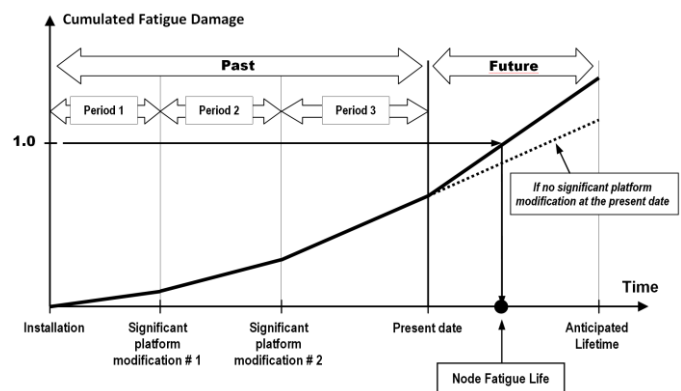 Cumulated Fatigue Damage
Past
Future
Period 1
Period 2
Period 3
1.0
If no significant platform
modification at the present date
Time
Installation
Significant
platform
modification # 1
Significant
platform
modification # 2
Present date
Anticipated
Lifetime
Node Fatigue Life